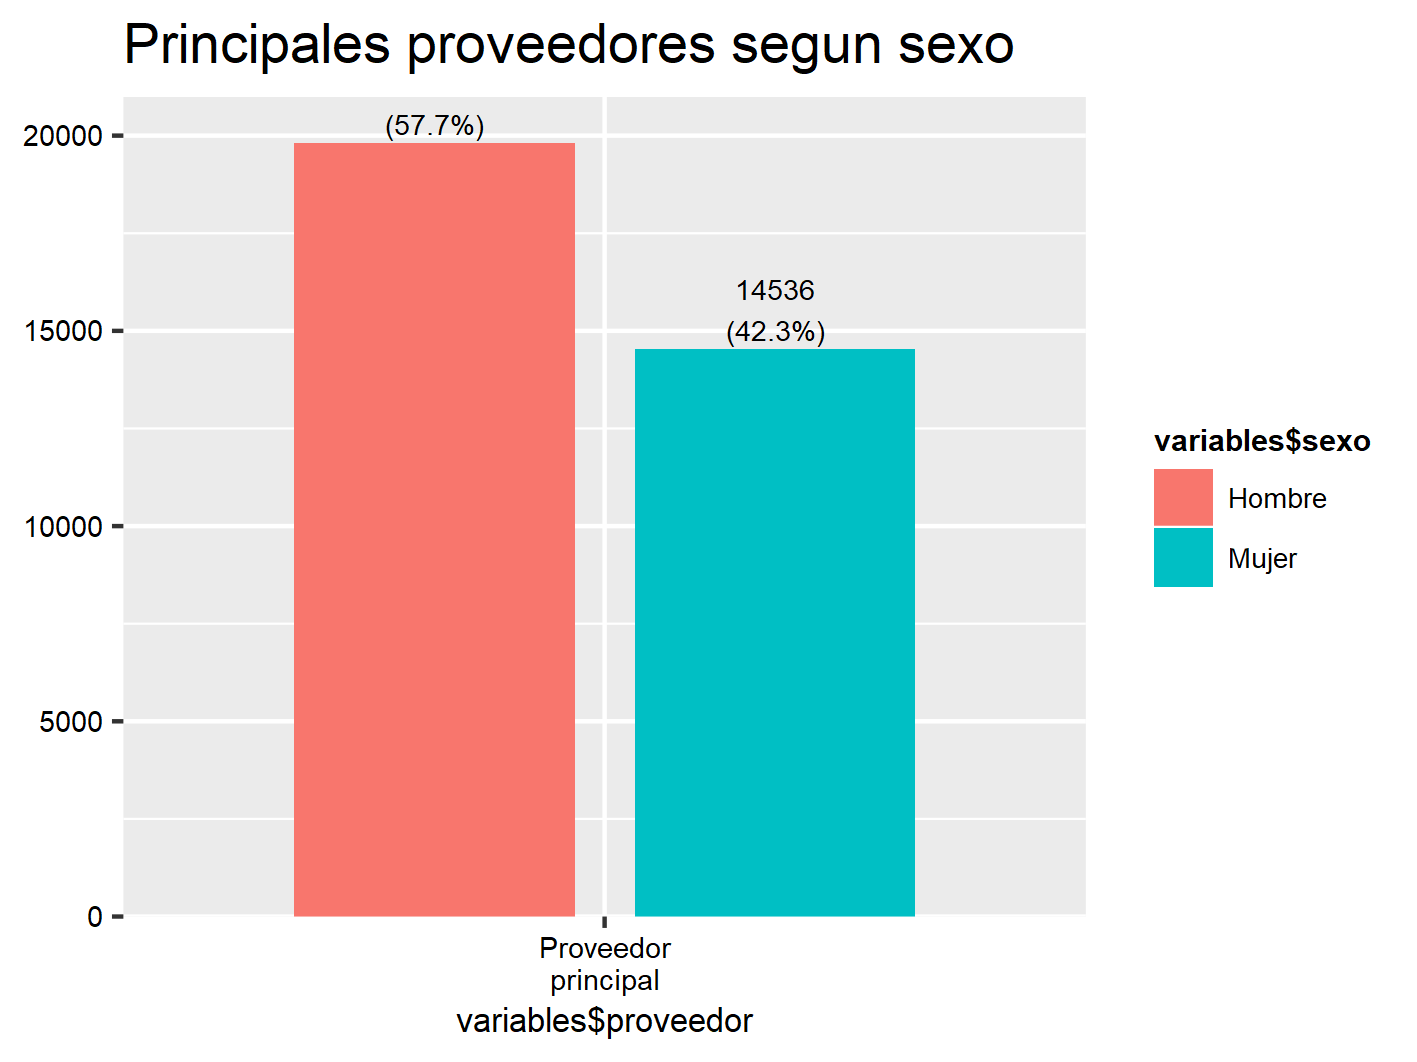 Principales proveedores segun sexo
20000
15000
10000
5000
0
(57.7%)
14536
(42.3%)
Proveedor
principal
variables$proveedor
variables$sexo
Hombre
Mujer